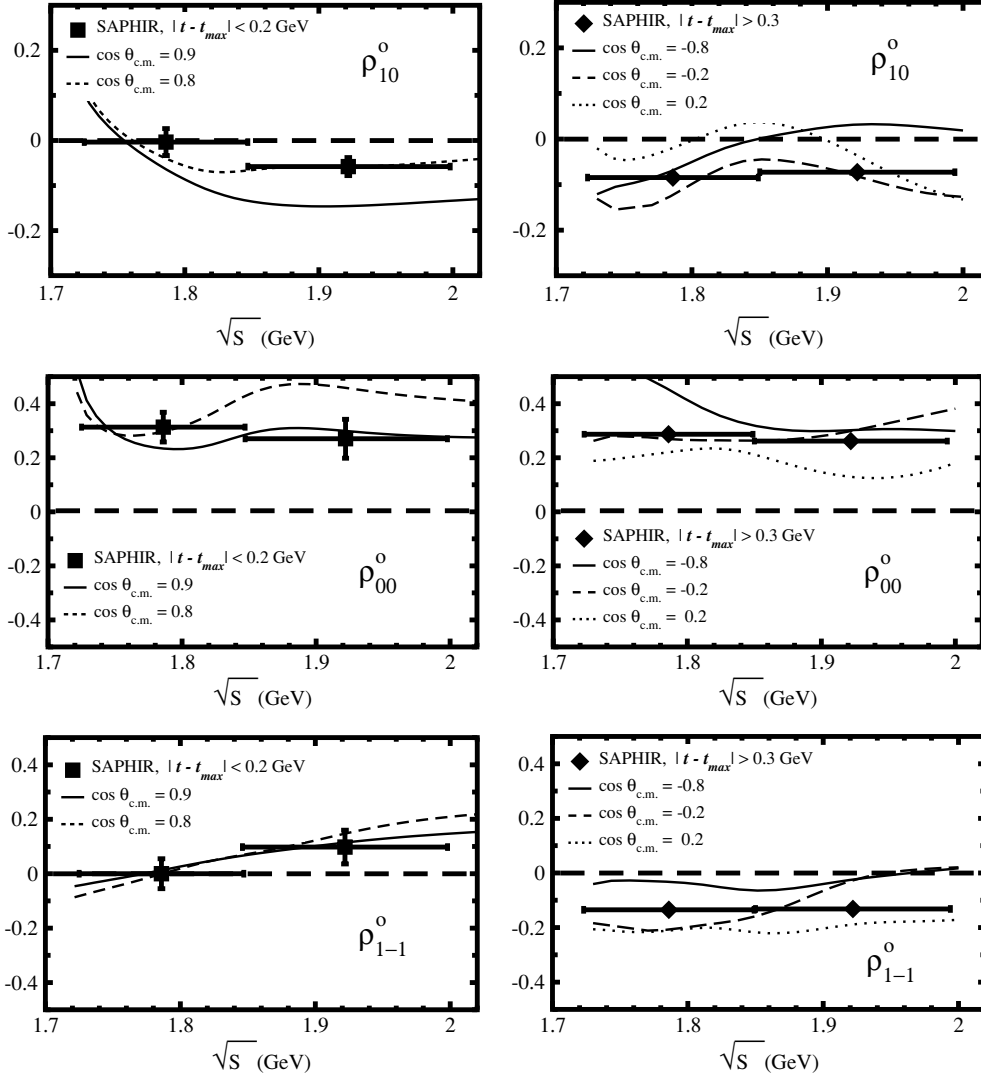 SAPHIR, | t - t_max | < 0.2 GeV
cos θ_c.m. = 0.9
cos θ_c.m. = 0.8
ρ_10^o
0.2
0
-0.2
1.7 1.8 1.9 2
√S (GeV)
SAPHIR, | t - t_max | > 0.3
cos θ_c.m. = -0.8
cos θ_c.m. = -0.2
cos θ_c.m. = 0.2
ρ_10^o
0.2
0
-0.2
1.7 1.8 1.9 2
√S (GeV)
0.4
0.2
0
-0.2
-0.4
SAPHIR, | t - t_max | < 0.2 GeV
cos θ_c.m. = 0.9
cos θ_c.m. = 0.8
ρ_00^o
1.7 1.8 1.9 2
√S (GeV)
0.4
0.2
0
-0.2
-0.4
SAPHIR, | t - t_max | > 0.3 GeV
cos θ_c.m. = -0.8
cos θ_c.m. = -0.2
cos θ_c.m. = 0.2
ρ_00^o
1.7 1.8 1.9 2
√S (GeV)
SAPHIR, | t - t_max | < 0.2 GeV
cos θ_c.m. = 0.9
cos θ_c.m. = 0.8
0.4
0.2
0
-0.2
-0.4
ρ_1−1^o
1.7 1.8 1.9 2
√S (GeV)
SAPHIR, | t - t_max | > 0.3 GeV
cos θ_c.m. = -0.8
cos θ_c.m. = -0.2
cos θ_c.m. = 0.2
0.4
0.2
0
-0.2
-0.4
ρ_1−1^o
1.7 1.8 1.9 2
√S (GeV)